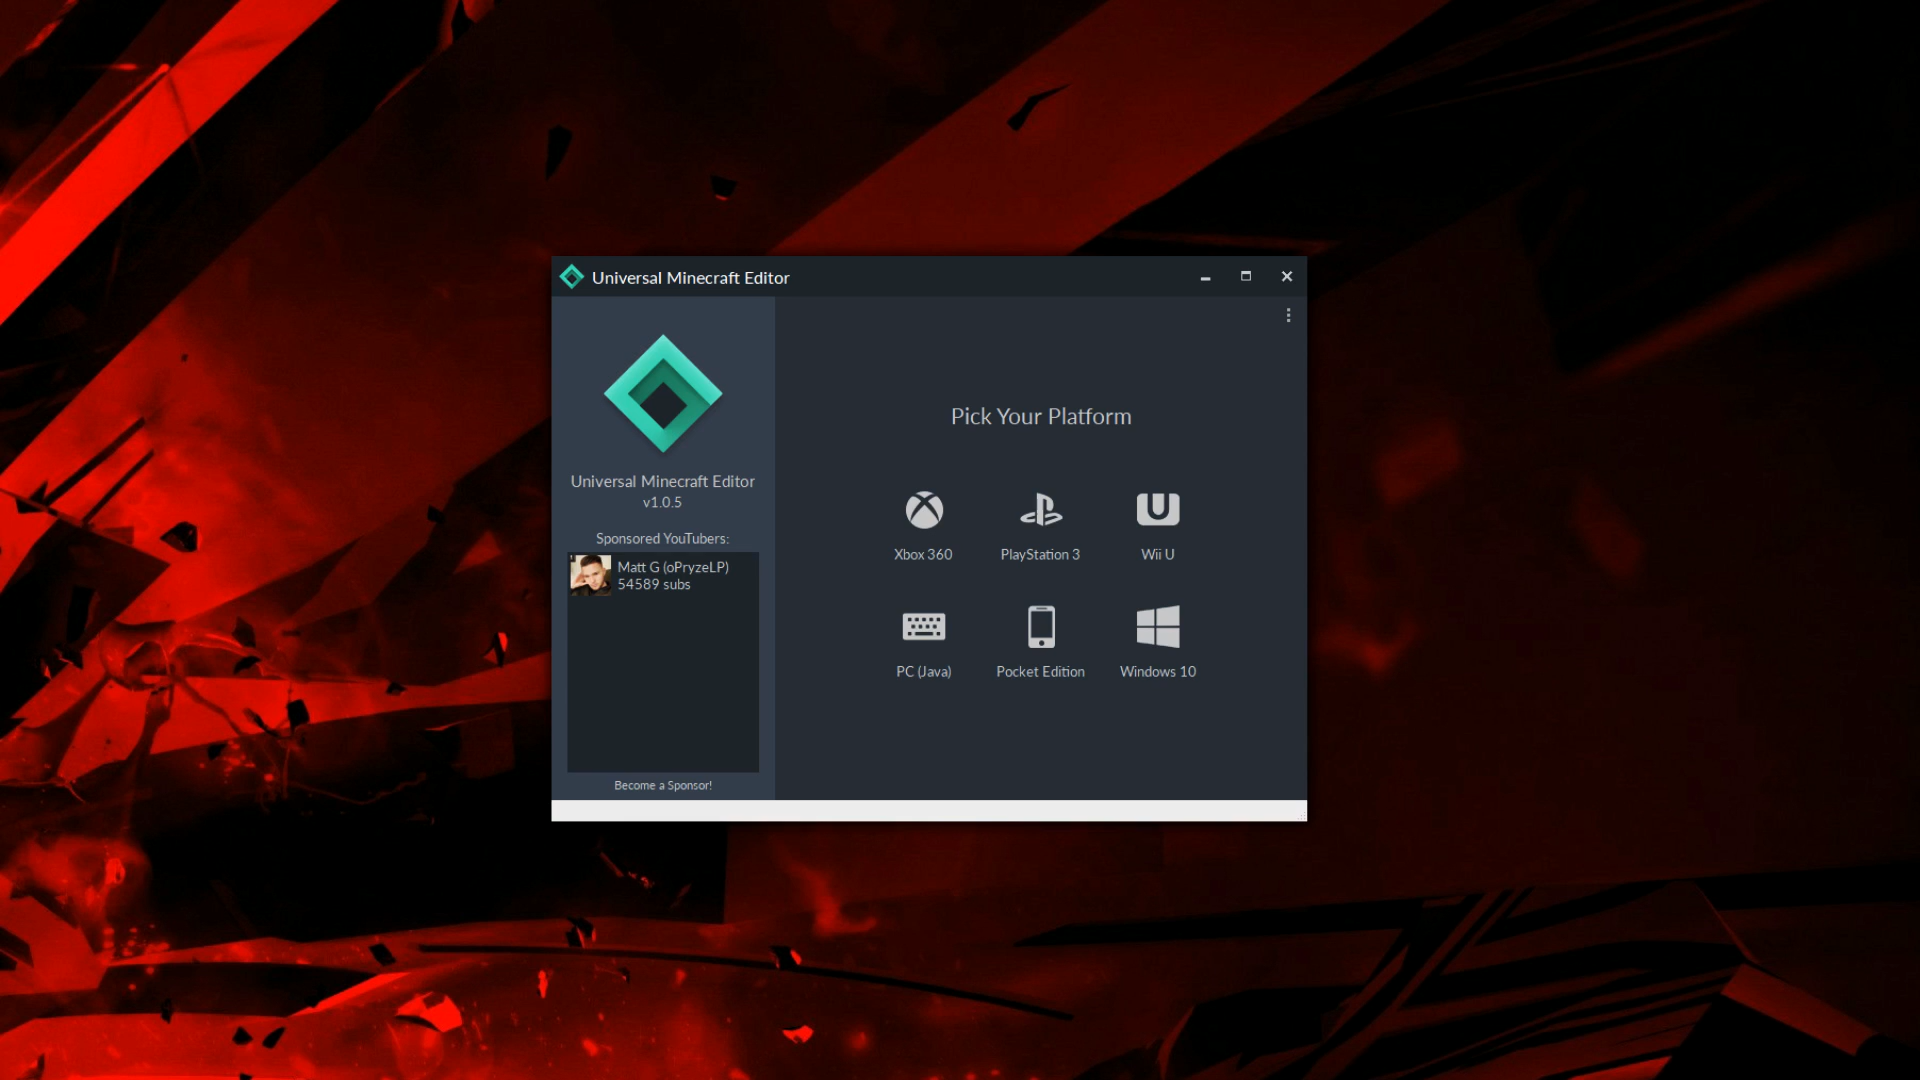 Universal Minecraft Editor
Universal Minecraft Editor
v1.0.5
Sponsored YouTubers:
Matt G (oPryzeLP)
54589 subs
Become a Sponsor!
Pick Your Platform
Xbox 360
PlayStation 3
Wii U
PC (Java)
Pocket Edition
Windows 10